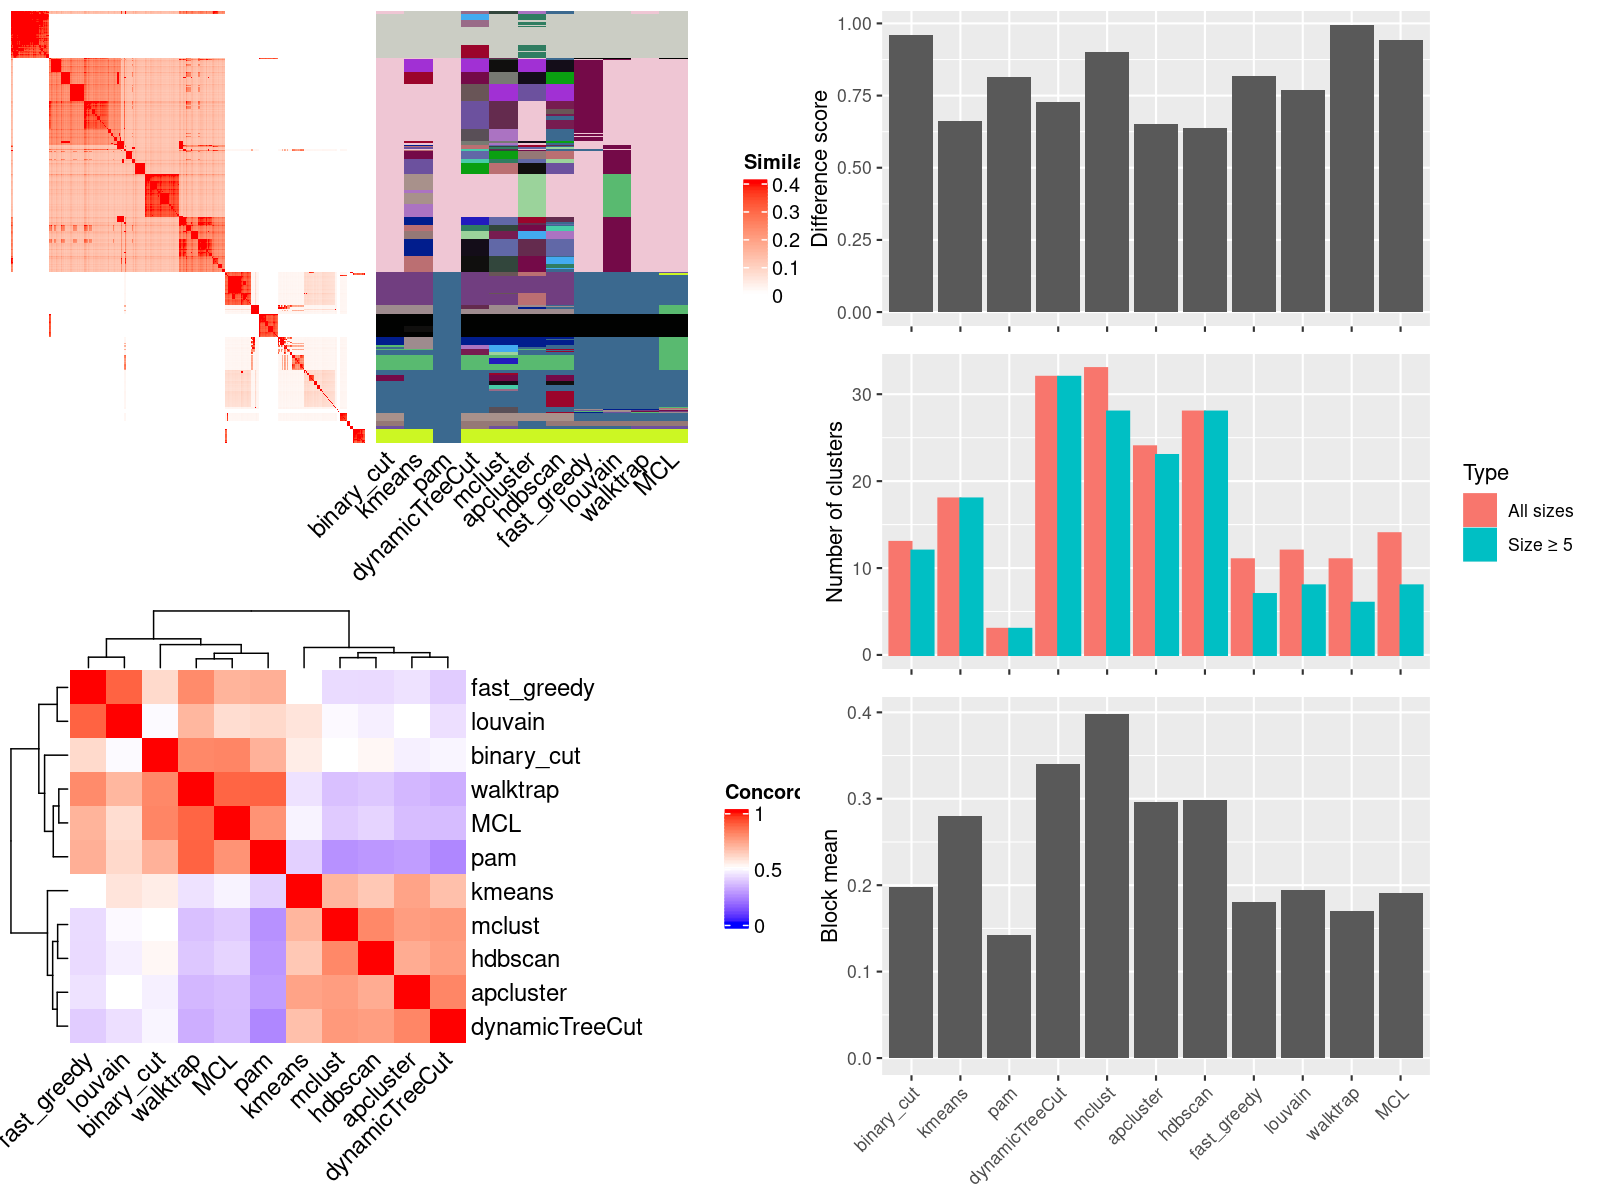 Simila
0.4
0.3
0.2
0.1
0
binary_cut
kmeans
pam
dynamicTreeCut
mclust
apcluster
hdbscan
fast_greedy
louvain
walktrap
MCL
fast_greedy
louvain
binary_cut
walktrap
MCL
pam
kmeans
mclust
hdbscan
apcluster
dynamicTreeCut
fast_greedy
louvain
binary_cut
walktrap
MCL
pam
kmeans
mclust
hdbscan
apcluster
dynamicTreeCut
Concord
1
0.5
0
Difference score
1.00
0.75
0.50
0.25
0.00
Number of clusters
30
20
10
0
Type
All sizes
Size ≥ 5
Block mean
0.4
0.3
0.2
0.1
0.0
binary_cut
kmeans
pam
dynamicTreeCut
mclust
apcluster
hdbscan
fast_greedy
louvain
walktrap
MCL